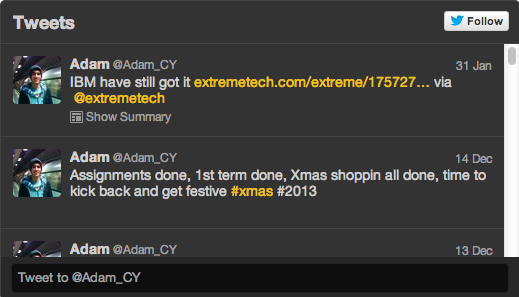 Tweets
Follow
Adam @Adam_CY
31 Jan
IBM have still got it extremetech.com/extreme/175727… via
@extremetech
Show Summary
Adam @Adam_CY
14 Dec
Assignments done, 1st term done, Xmas shoppin all done, time to
kick back and get festive #xmas #2013
Adam @Adam_CY
13 Dec
Tweet to @Adam_CY